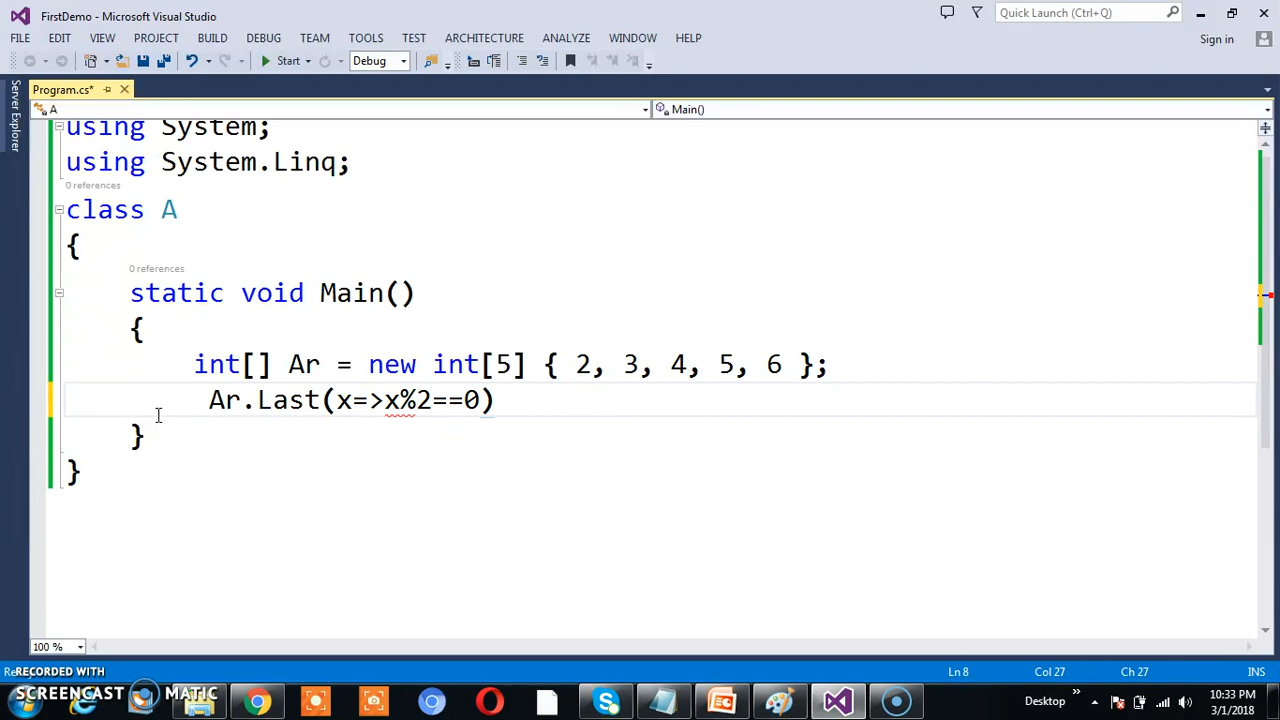 FirstDemo - Microsoft Visual Studio
Quick Launch (Ctrl+Q)
FILE EDIT VIEW PROJECT BUILD DEBUG TEAM TOOLS TEST ARCHITECTURE ANALYZE WINDOW HELP
Sign in
Start Debug
Server Explorer
Program.cs*
A
Main()
using System;
using System.Linq;
0 references
class A
{
0 references
static void Main()
{
int[] Ar = new int[5] { 2, 3, 4, 5, 6 };
Ar.Last(x=>x%2==0)
}
}
100 %
Ln 8 Col 27 Ch 27 INS
RECORDED WITH
SCREENCAST MATIC
Desktop
10:33 PM
3/1/2018